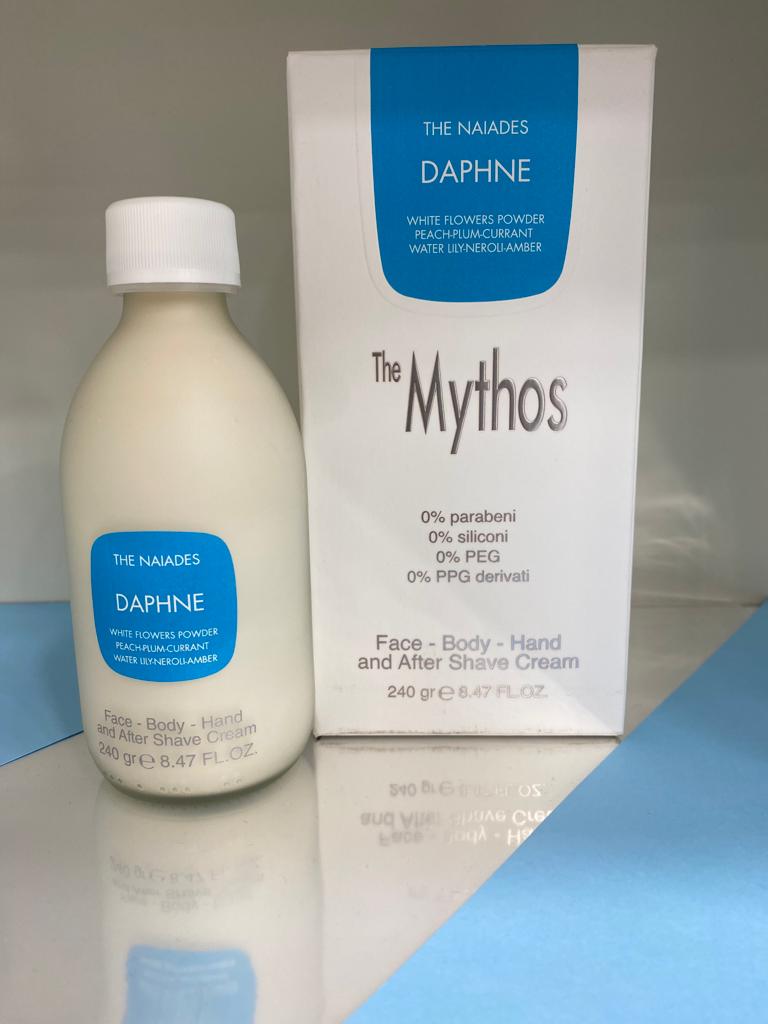 THE NAIADES
DAPHNE
WHITE FLOWERS POWDER
PEACH-PLUM-CURRANT
WATER LILY-NEROLI-AMBER
The Mythos
0% parabeni
0% siliconi
0% PEG
0% PPG derivati
Face - Body - Hand
and After Shave Cream
240 gr ℮ 8.47 FL.OZ.
THE NAIADES
DAPHNE
WHITE FLOWERS POWDER
PEACH-PLUM-CURRANT
WATER LILY-NEROLI-AMBER
Face - Body - Hand
and After Shave Cream
240 gr ℮ 8.47 FL.OZ.